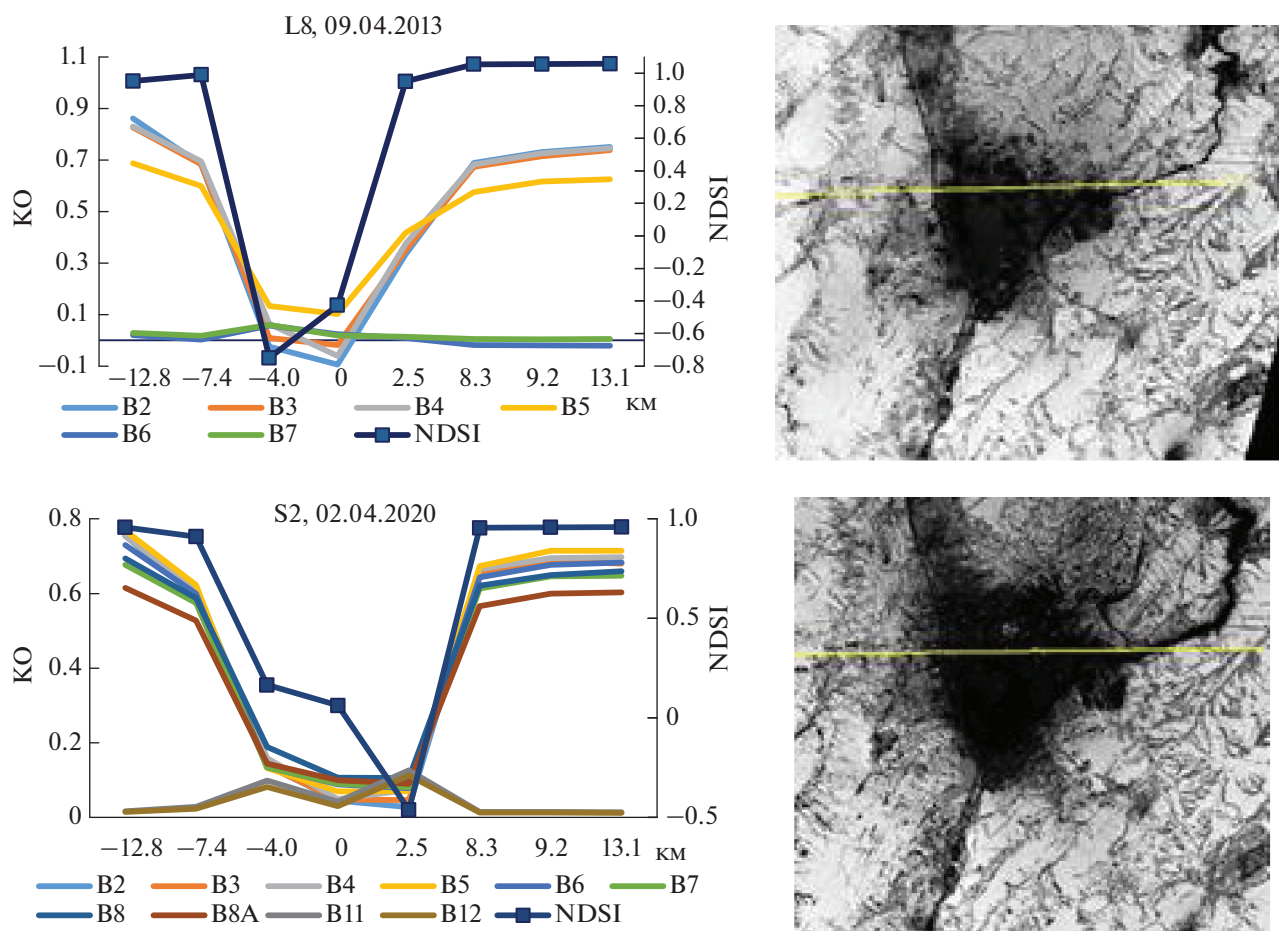 L8, 09.04.2013
1.1
0.9
0.7
0.5
0.3
0.1
−0.1
KO
1.0
0.8
0.6
0.4
0.2
0
−0.2
−0.4
−0.6
−0.8
NDSI
−12.8 −7.4 −4.0 0 2.5 8.3 9.2 13.1
км
B2 B3 B4 B5
B6 B7 NDSI
S2, 02.04.2020
0.8
0.6
0.4
0.2
0
KO
1.0
0.5
0
−0.5
NDSI
−12.8 −7.4 −4.0 0 2.5 8.3 9.2 13.1 км
B2 B3 B4 B5 B6 B7
B8 B8A B11 B12 NDSI